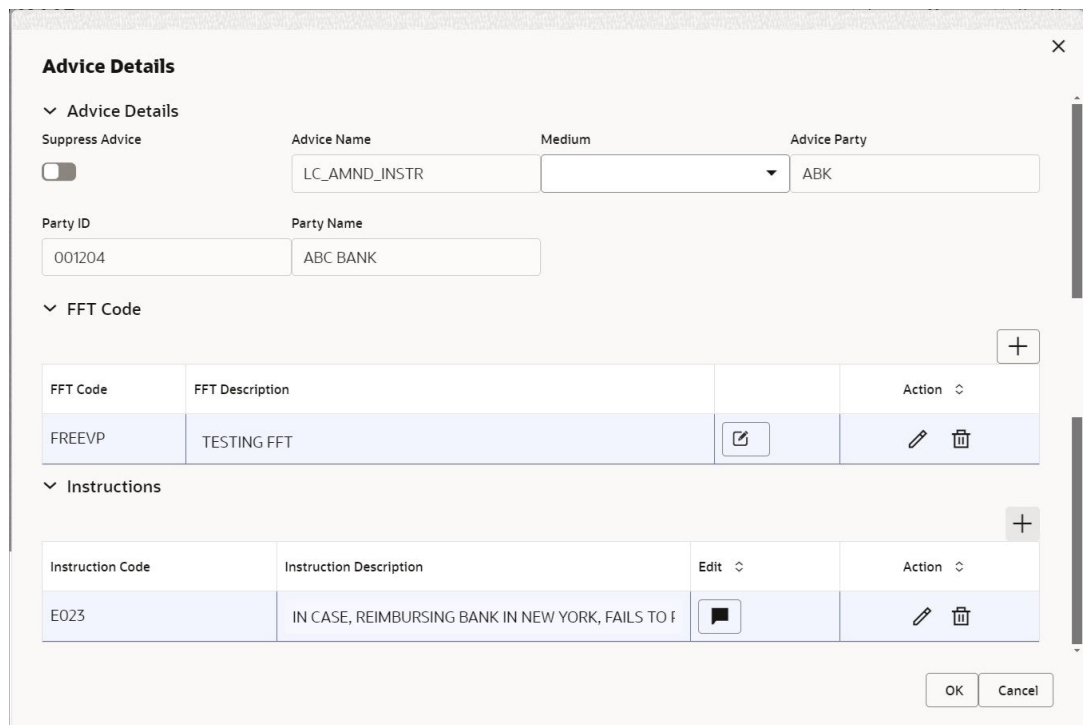 Advice Details
Advice Details
Suppress Advice Advice Name Medium Advice Party
LC_AMND_INSTR ABK
Party ID Party Name
001204 ABC BANK
FFT Code
FFT Code FFT Description Action
FREEVP TESTING FFT
Instructions
Instruction Code Instruction Description Edit Action
E023 IN CASE, REIMBURSING BANK IN NEW YORK, FAILS TO
OK Cancel